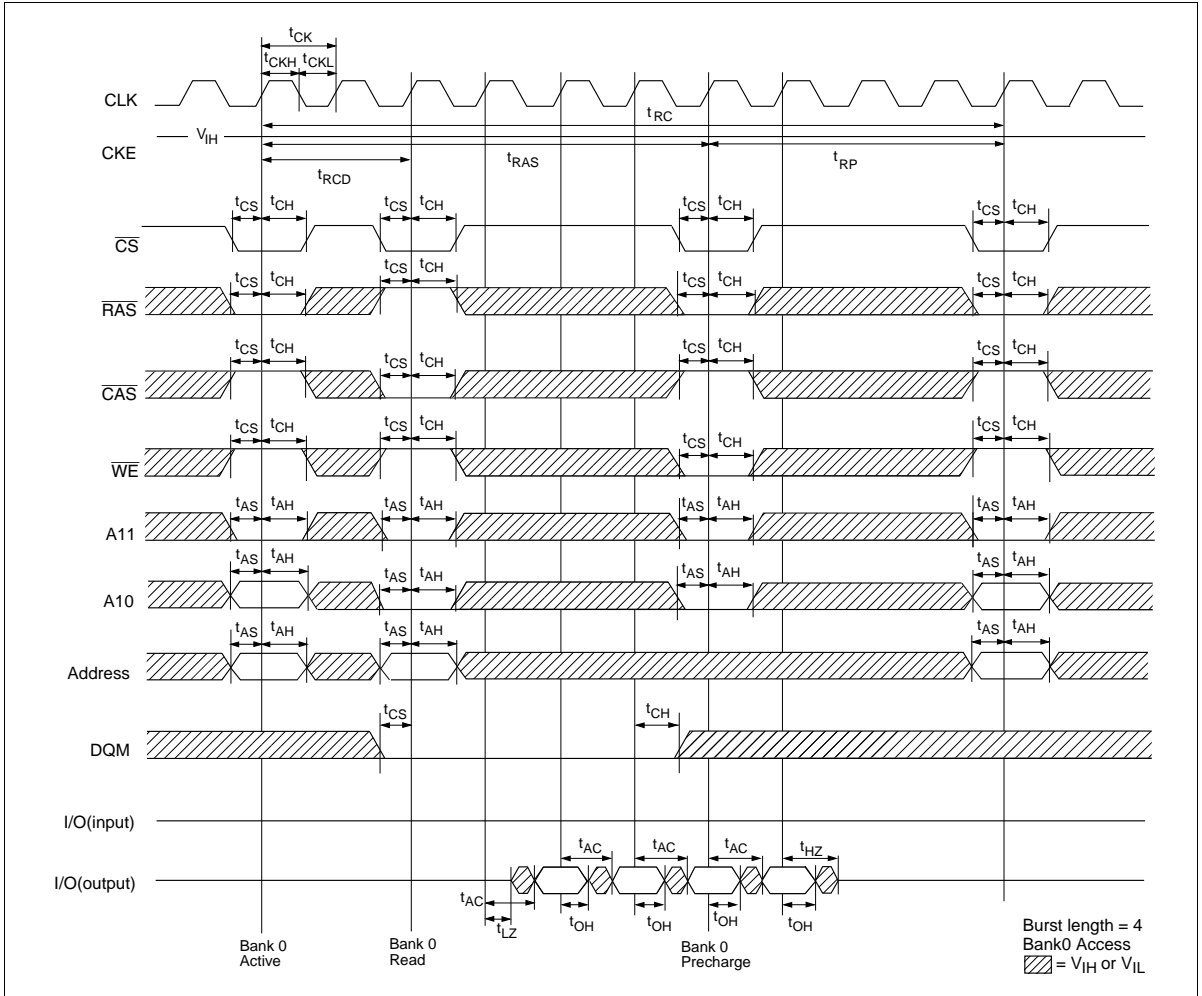 tCK
tCKH tCKL
CLK
tRC
VIH
CKE
tRAS
tRP
tRCD
tCS tCH tCS tCH tCS tCH tCS tCH
CS
tCS tCH tCS tCH tCS tCH tCS tCH
RAS
tCS tCH tCS tCH tCS tCH tCS tCH
CAS
tCS tCH tCS tCH tCS tCH tCS tCH
WE
tAS tAH tAS tAH tAS tAH tAS tAH
A11
tAS tAH tAS tAH tAS tAH tAS tAH
A10
tAS tAH tAS tAH tAS tAH
Address
tCS tCH
DQM
I/O(input)
tAC tAC tAC tHZ
I/O(output)
tAC
tLZ
tOH tOH tOH tOH
Bank 0
Active
Bank 0
Read
Bank 0
Precharge
Burst length = 4
Bank0 Access
= VIH or VIL